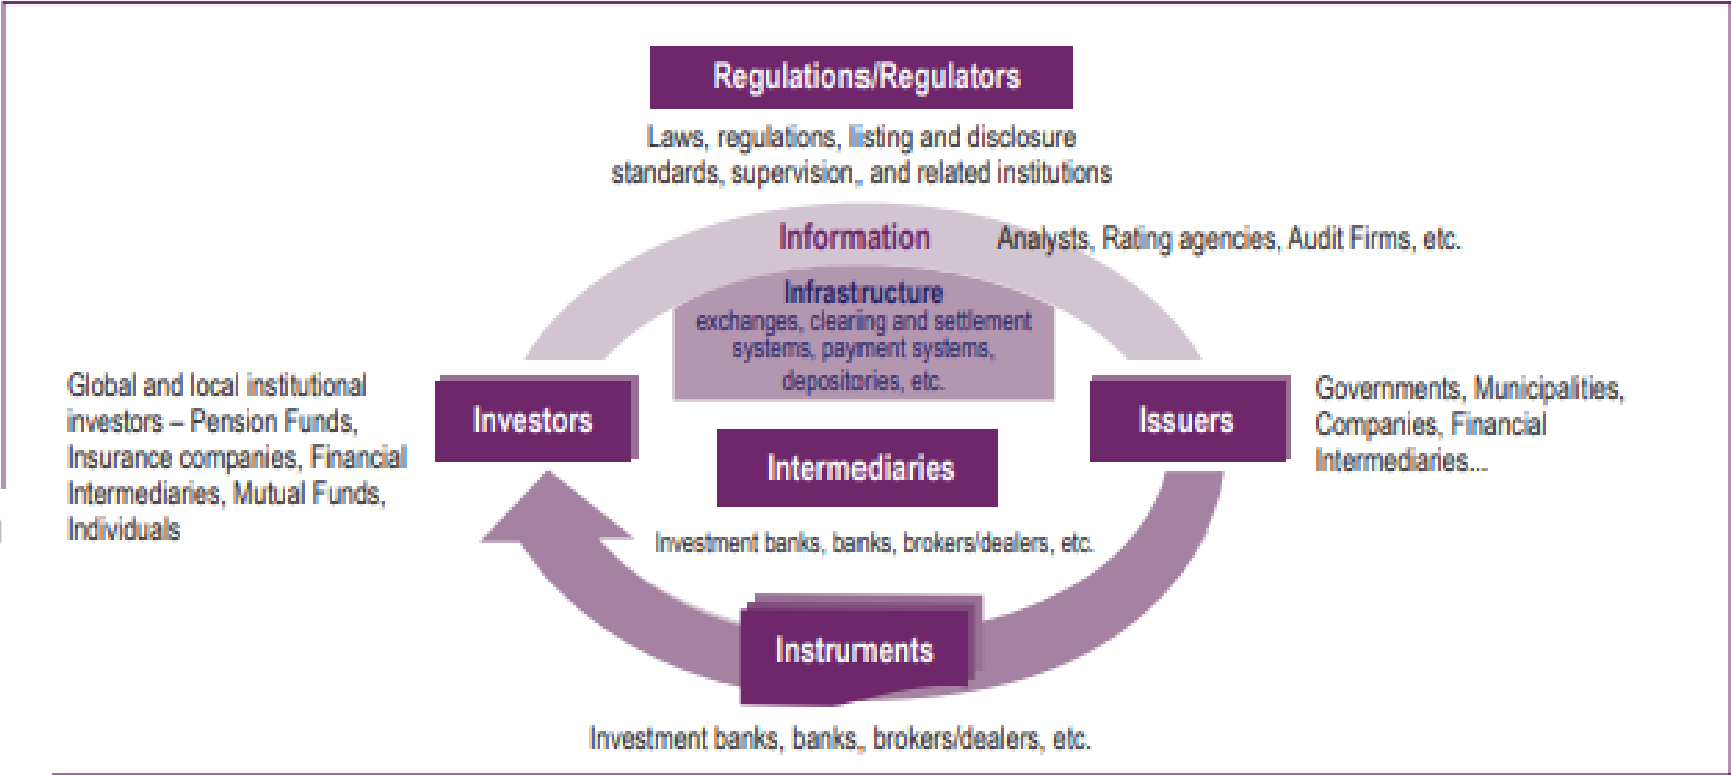 Regulations/Regulators
Laws, regulations, listing and disclosure
standards, supervision,, and related institutions
Information
Analysts, Rating agencies, Audit Firms, etc.
Infrastructure
exchanges, clearing and settlement
systems, payment systems,
depositories, etc.
Global and local institutional
investors – Pension Funds,
Insurance companies, Financial
Intermediaries, Mutual Funds,
Individuals
Investors
Issuers
Governments, Municipalities,
Companies, Financial
Intermediaries...
Intermediaries
Investment banks, banks, brokers/dealers, etc.
Instruments
Investment banks, banks,, brokers/dealers, etc.